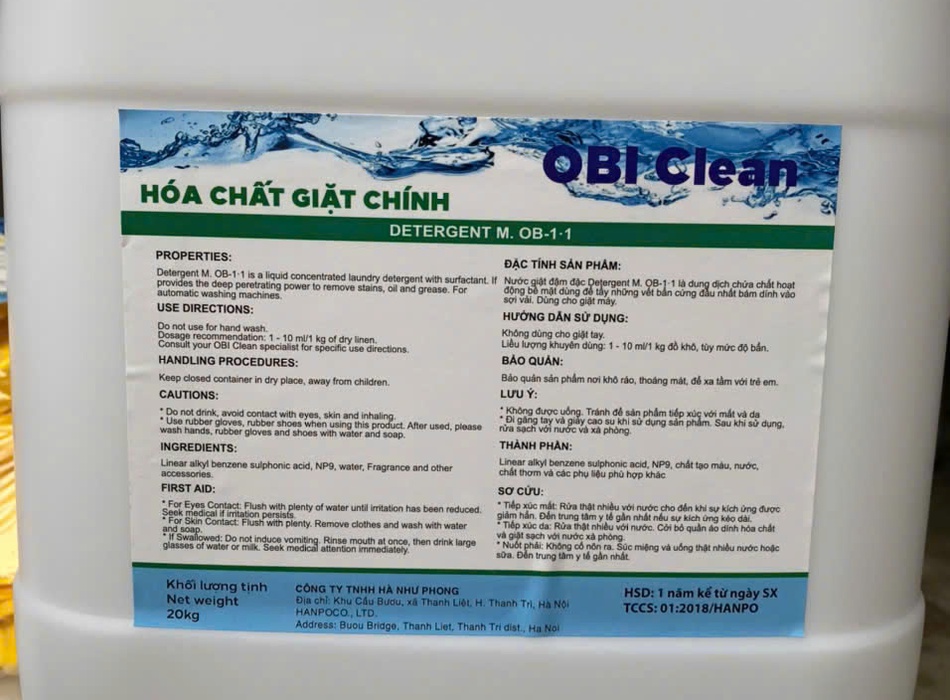 OBI Clean
HÓA CHẤT GIẶT CHÍNH
DETERGENT M. OB-1·1
PROPERTIES:
Detergent M. OB-1·1 is a liquid concentrated laundry detergent with surfactant. If
provides the deep peretrating power to remove stains, oil and grease. For
automatic washing machines.
USE DIRECTIONS:
Do not use for hand wash.
Dosage recommendation: 1 - 10 ml/1 kg of dry linen.
Consult your OBI Clean specialist for specific use directions.
HANDLING PROCEDURES:
Keep closed container in dry place, away from children.
CAUTIONS:
* Do not drink, avoid contact with eyes, skin and inhaling.
* Use rubber gloves, rubber shoes when using this product. After used, please
wash hands, rubber gloves and shoes with water and soap.
INGREDIENTS:
Linear alkyl benzene sulphonic acid, NP9, water, Fragrance and other
accessories.
FIRST AID:
* For Eyes Contact: Flush with plenty of water until irritation has been reduced.
Seek medical if irritation persists.
* For Skin Contact: Flush with plenty. Remove clothes and wash with water
and soap.
* If Swallowed: Do not induce vomiting. Rinse mouth at once, then drink large
glasses of water or milk. Seek medical attention immediately.
ĐẶC TÍNH SẢN PHẨM:
Nước giặt đậm đặc Detergent M. OB-1·1 là dung dịch chứa chất hoạt
động bề mặt dùng để tẩy những vết bẩn cứng đầu nhất bám dính vào
sợi vải. Dùng cho giặt máy.
HƯỚNG DẪN SỬ DỤNG:
Không dùng cho giặt tay.
Liều lượng khuyên dùng: 1 - 10 ml/1 kg đồ khô, tùy mức độ bẩn.
BẢO QUẢN:
Bảo quản sản phẩm nơi khô ráo, thoáng mát, để xa tầm với trẻ em.
LƯU Ý:
* Không được uống. Tránh để sản phẩm tiếp xúc với mắt và da
* Đi găng tay và giầy cao su khi sử dụng sản phẩm. Sau khi sử dụng,
rửa sạch với nước và xà phòng.
THÀNH PHẦN:
Linear alkyl benzene sulphonic acid, NP9, chất tạo màu, nước,
chất thơm và các phụ liệu phù hợp khác
SƠ CỨU:
* Tiếp xúc mắt: Rửa thật nhiều với nước cho đến khi sự kích ứng được
giảm hẳn. Đến trung tâm y tế gần nhất nếu sự kích ứng kéo dài.
* Tiếp xúc da: Rửa thật nhiều với nước. Cởi bỏ quần áo dính hóa chất
và giặt sạch với nước xà phòng.
* Nuốt phải: Không cố nôn ra. Súc miệng và uống thật nhiều nước hoặc
sữa. Đến trung tâm y tế gần nhất.
Khối lượng tịnh
Net weight
20kg
CÔNG TY TNHH HÀ NHƯ PHONG
Địa chỉ: Khu Cầu Bươu, xã Thanh Liệt, H. Thanh Trì, Hà Nội
HANPOCO., LTD.
Address: Buou Bridge, Thanh Liet, Thanh Tri dist., Ha Noi
HSD: 1 năm kể từ ngày SX
TCCS: 01:2018/HANPO